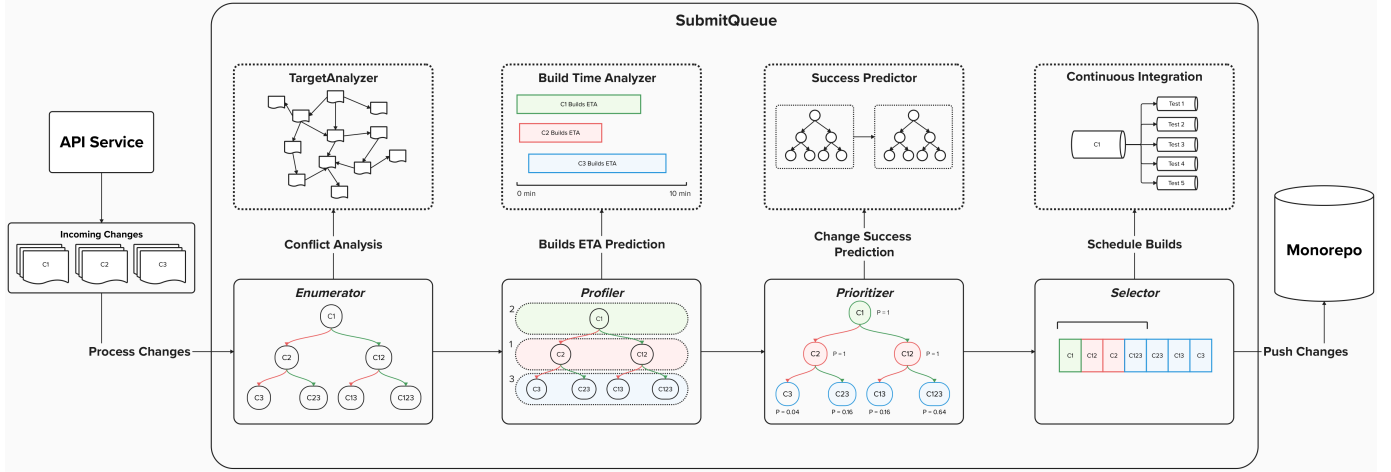 SubmitQueue
API Service
Incoming Changes
C1
C2
C3
Process Changes
TargetAnalyzer
Conflict Analysis
Enumerator
C1
C2
C12
C3
C23
C13
C123
Build Time Analyzer
C1 Builds ETA
C2 Builds ETA
C3 Builds ETA
0 min
10 min
Builds ETA Prediction
Profiler
2
C1
1
C2
C12
3
C3
C23
C13
C123
Success Predictor
Change Success
Prediction
Prioritizer
C1
P = 1
C2
P = 1
C12
P = 1
C3
C23
C13
C123
P = 0.04
P = 0.16
P = 0.16
P = 0.64
Continuous Integration
C1
Test 1
Test 2
Test 3
Test 4
Test 5
Schedule Builds
Selector
C1
C12
C2
C123
C23
C13
C3
Push Changes
Monorepo